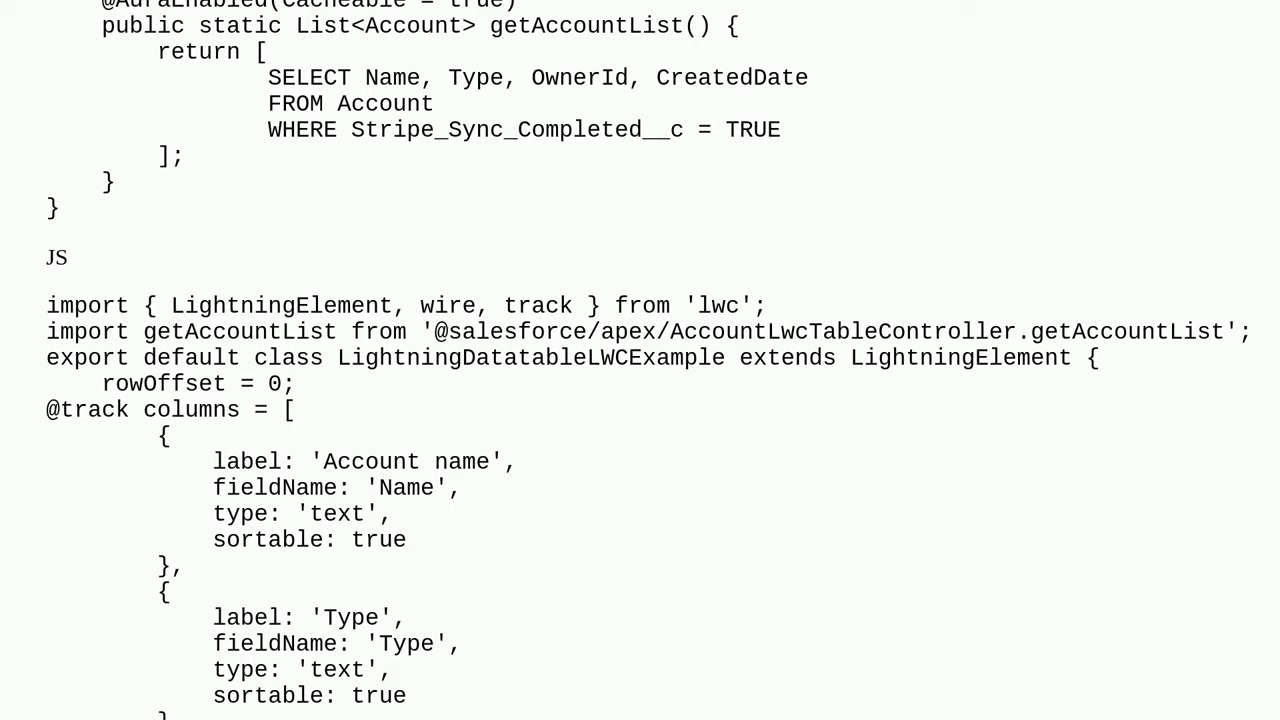 @AuraEnabled(Cacheable = true)
public static List<Account> getAccountList() {
return [
SELECT Name, Type, OwnerId, CreatedDate
FROM Account
WHERE Stripe_Sync_Completed__c = TRUE
];
}
}
JS
import { LightningElement, wire, track } from 'lwc';
import getAccountList from '@salesforce/apex/AccountLwcTableController.getAccountList';
export default class LightningDatatableLWCExample extends LightningElement {
rowOffset = 0;
@track columns = [
{
label: 'Account name',
fieldName: 'Name',
type: 'text',
sortable: true
},
{
label: 'Type',
fieldName: 'Type',
type: 'text',
sortable: true
}